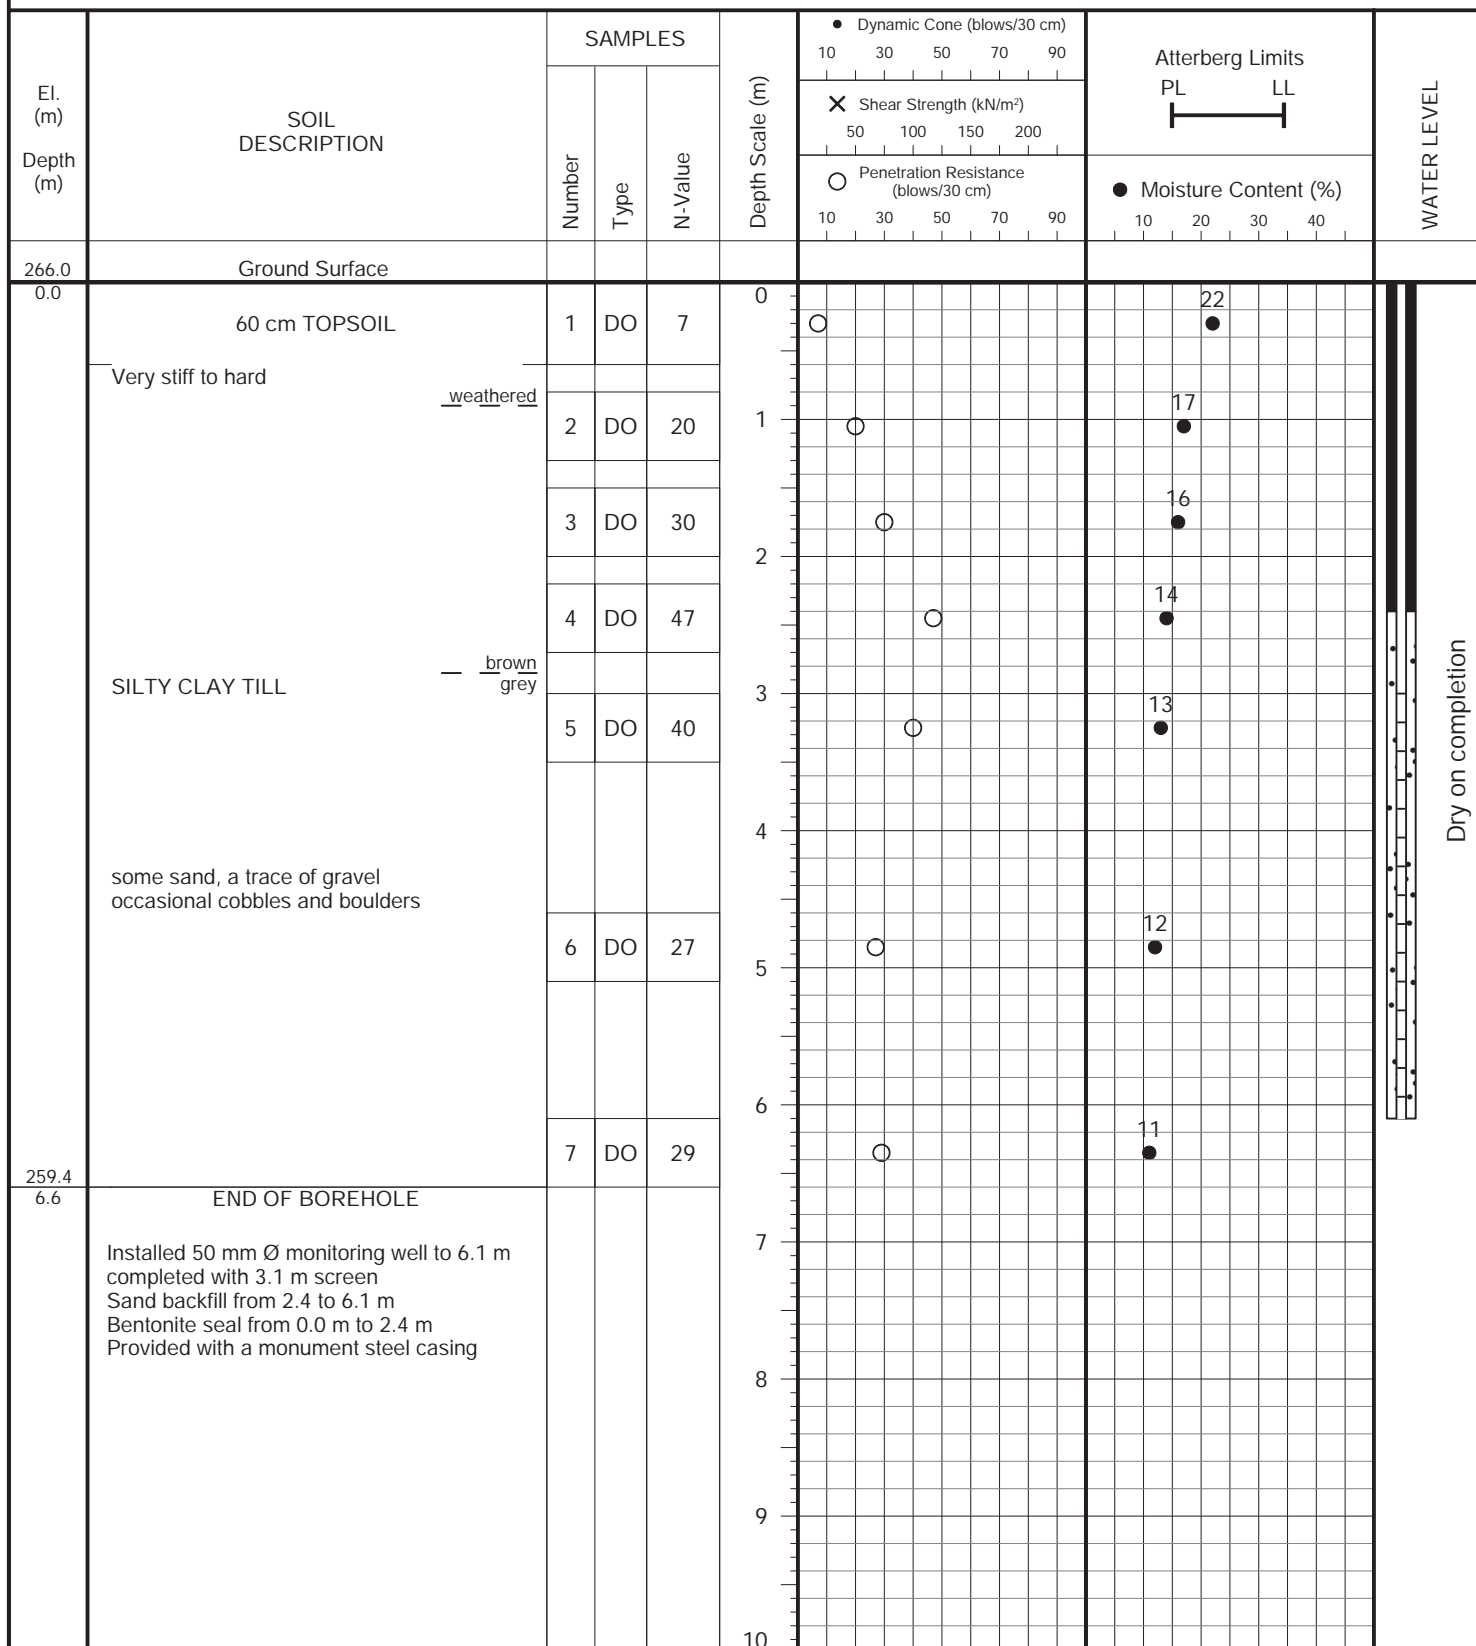 El.
(m)
Depth
(m)
SOIL
DESCRIPTION
SAMPLES
Number
Type
N-Value
Depth Scale (m)
Dynamic Cone (blows/30 cm)
10 30 50 70 90
Shear Strength (kN/m²)
50 100 150 200
Penetration Resistance
(blows/30 cm)
10 30 50 70 90
Atterberg Limits
PL LL
Moisture Content (%)
10 20 30 40
WATER LEVEL
266.0 Ground Surface
0.0
0
22
60 cm TOPSOIL 1 DO 7
Very stiff to hard
weathered
17
1
2 DO 20
16
3 DO 30
2
14
4 DO 47
brown
grey
SILTY CLAY TILL
3
13
5 DO 40
Dry on completion
4
some sand, a trace of gravel
occasional cobbles and boulders
12
6 DO 27
5
6
11
7 DO 29
259.4
6.6
END OF BOREHOLE
7
Installed 50 mm Ø monitoring well to 6.1 m
completed with 3.1 m screen
Sand backfill from 2.4 to 6.1 m
Bentonite seal from 0.0 m to 2.4 m
Provided with a monument steel casing
8
9
10